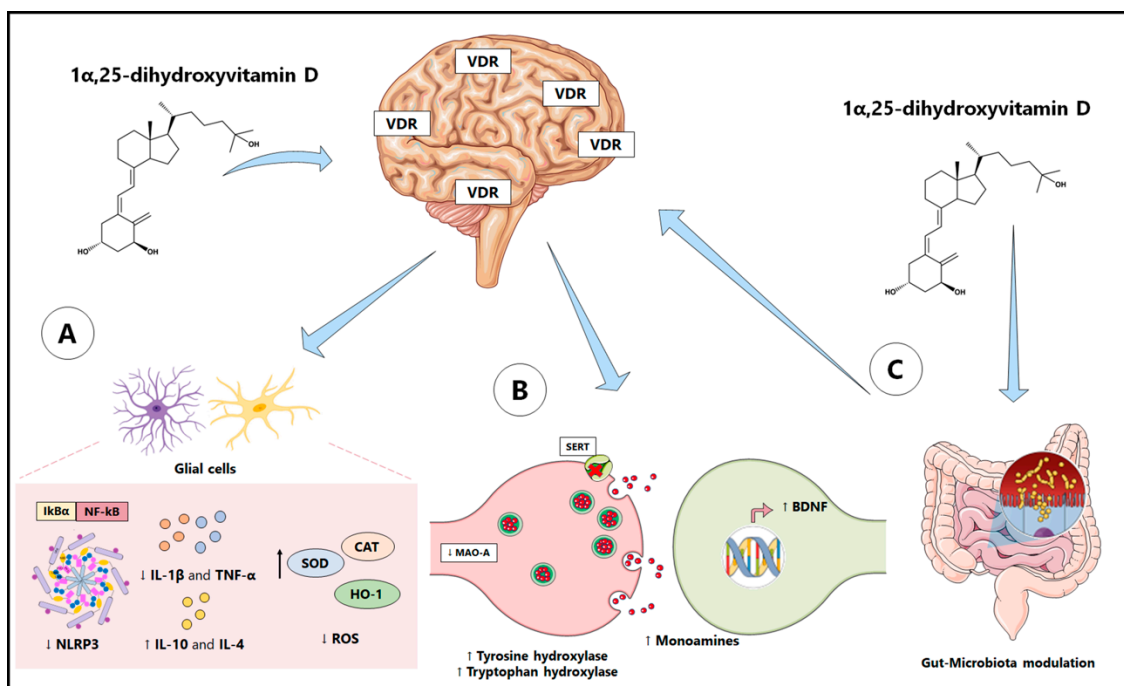 1α,25-dihydroxyvitamin D
OH
HO
OH
VDR
VDR
VDR
VDR
VDR
1α,25-dihydroxyvitamin D
OH
HO
OH
A
Glial cells
IkBα NF-kB
↓ NLRP3
↓ IL-1β and TNF-α
↑ IL-10 and IL-4
↑ SOD
CAT
HO-1
↓ ROS
B
SERT
↓ MAO-A
↑ BDNF
↑ Monoamines
↑ Tyrosine hydroxylase
↑ Tryptophan hydroxylase
C
Gut-Microbiota modulation